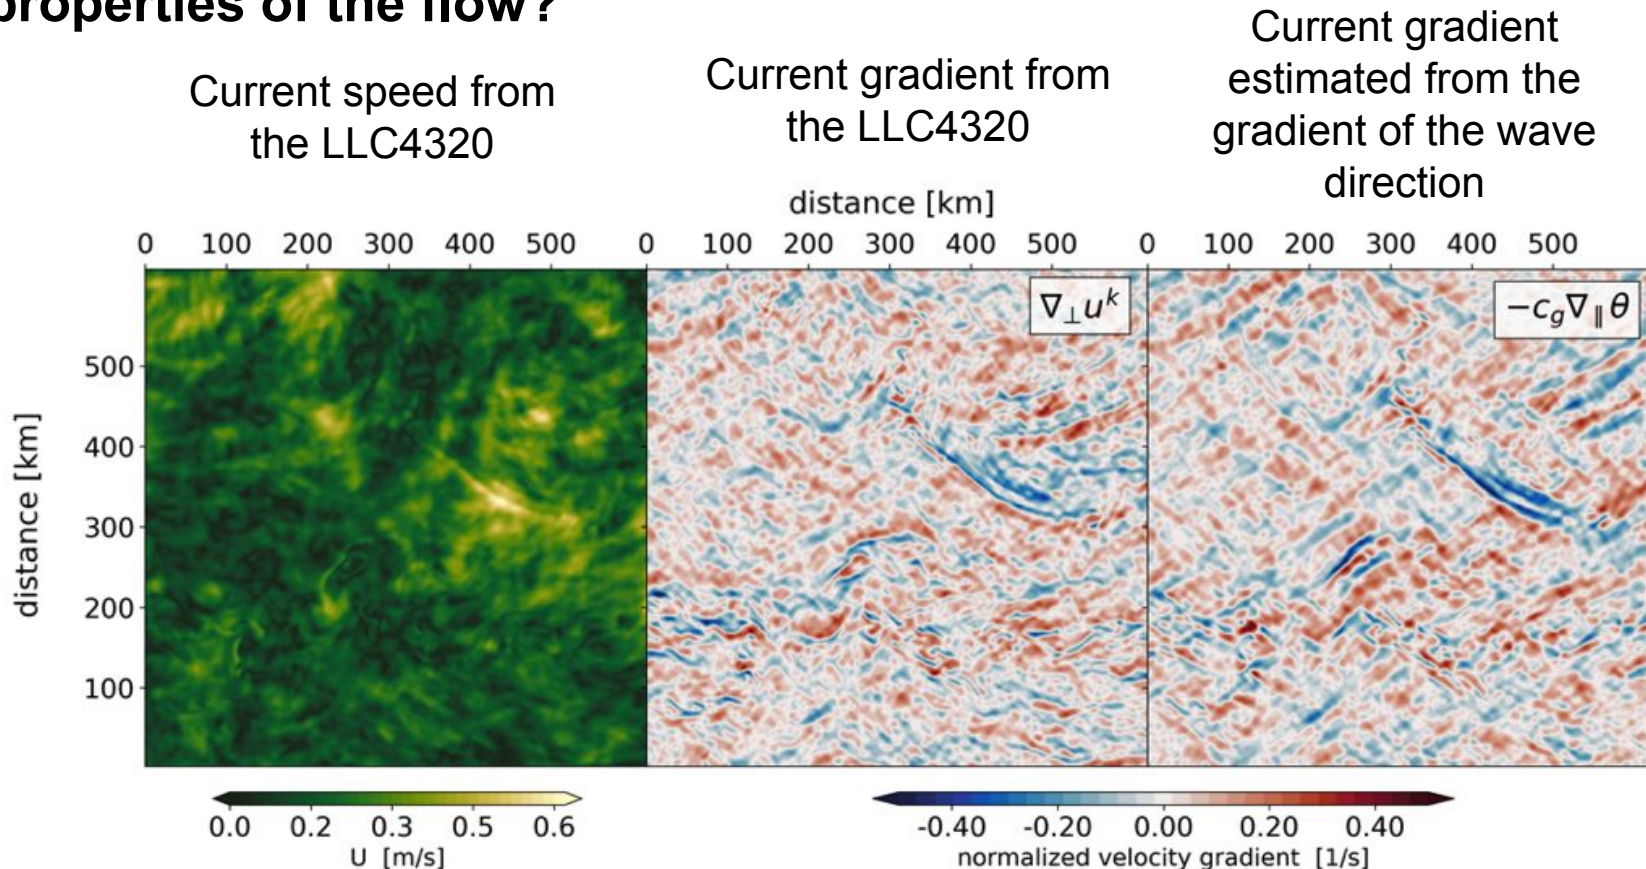 properties of the flow?
Current speed from
the LLC4320
Current gradient from
the LLC4320
Current gradient
estimated from the
gradient of the wave
direction
distance [km]
0 100 200 300 400 500 0 100 200 300 400 500 0 100 200 300 400 500
∇⊥u^k
−c_g∇∥θ
distance [km]
500
400
300
200
100
0.0 0.2 0.3 0.5 0.6
U [m/s]
-0.40 -0.20 0.00 0.20 0.40
normalized velocity gradient [1/s]